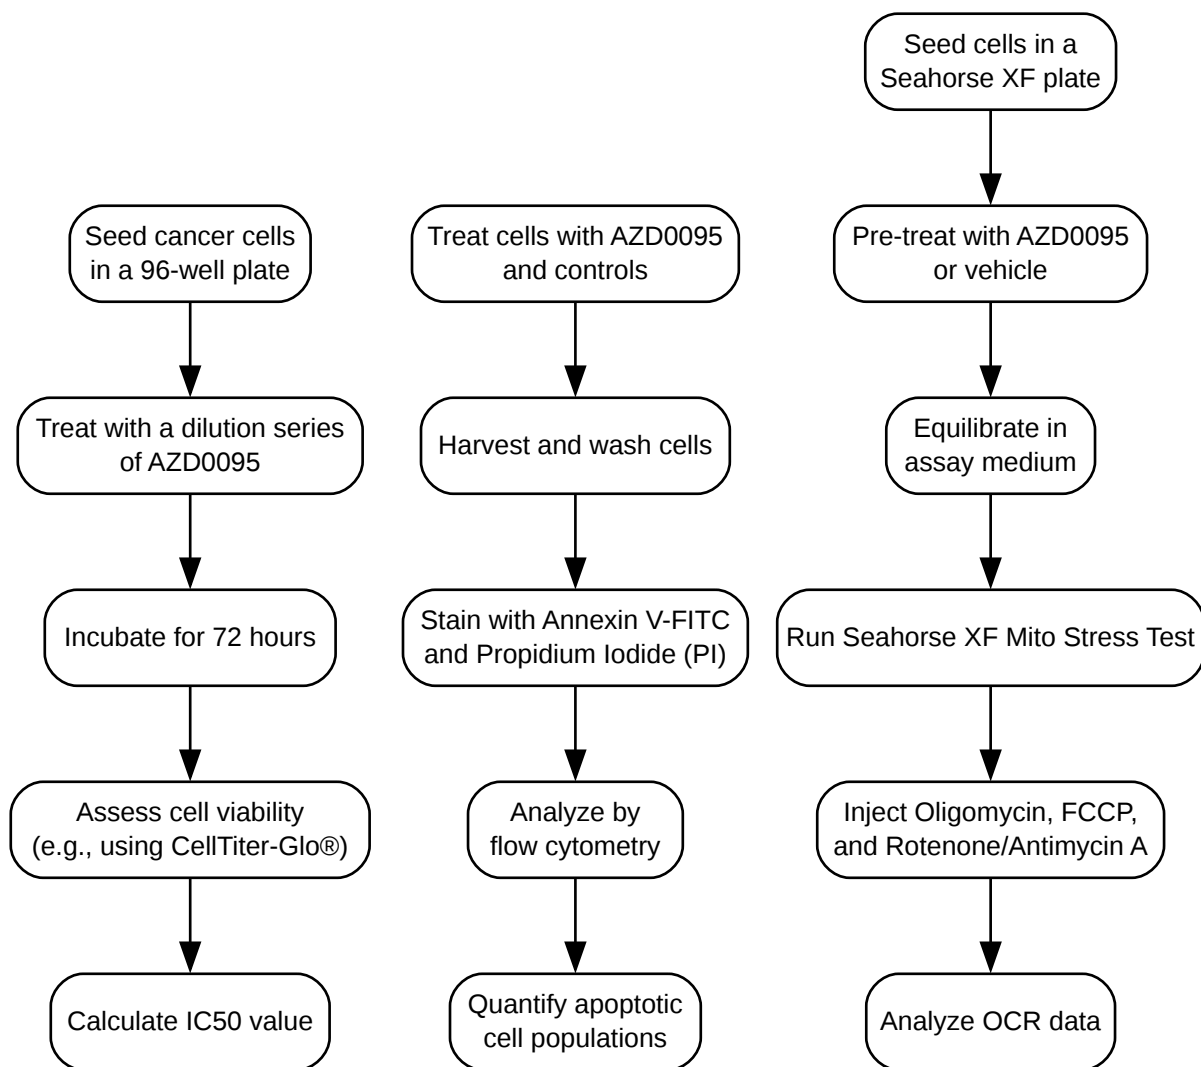 Seed cells in a
Seahorse XF plate
Seed cancer cells
in a 96-well plate
Treat cells with AZD0095
and controls
Pre-treat with AZD0095
or vehicle
Treat with a dilution series
of AZD0095
Harvest and wash cells
Equilibrate in
assay medium
Incubate for 72 hours
Stain with Annexin V-FITC
and Propidium Iodide (PI)
Run Seahorse XF Mito Stress Test
Assess cell viability
(e.g., using CellTiter-Glo®)
Analyze by
flow cytometry
Inject Oligomycin, FCCP,
and Rotenone/Antimycin A
Calculate IC50 value
Quantify apoptotic
cell populations
Analyze OCR data